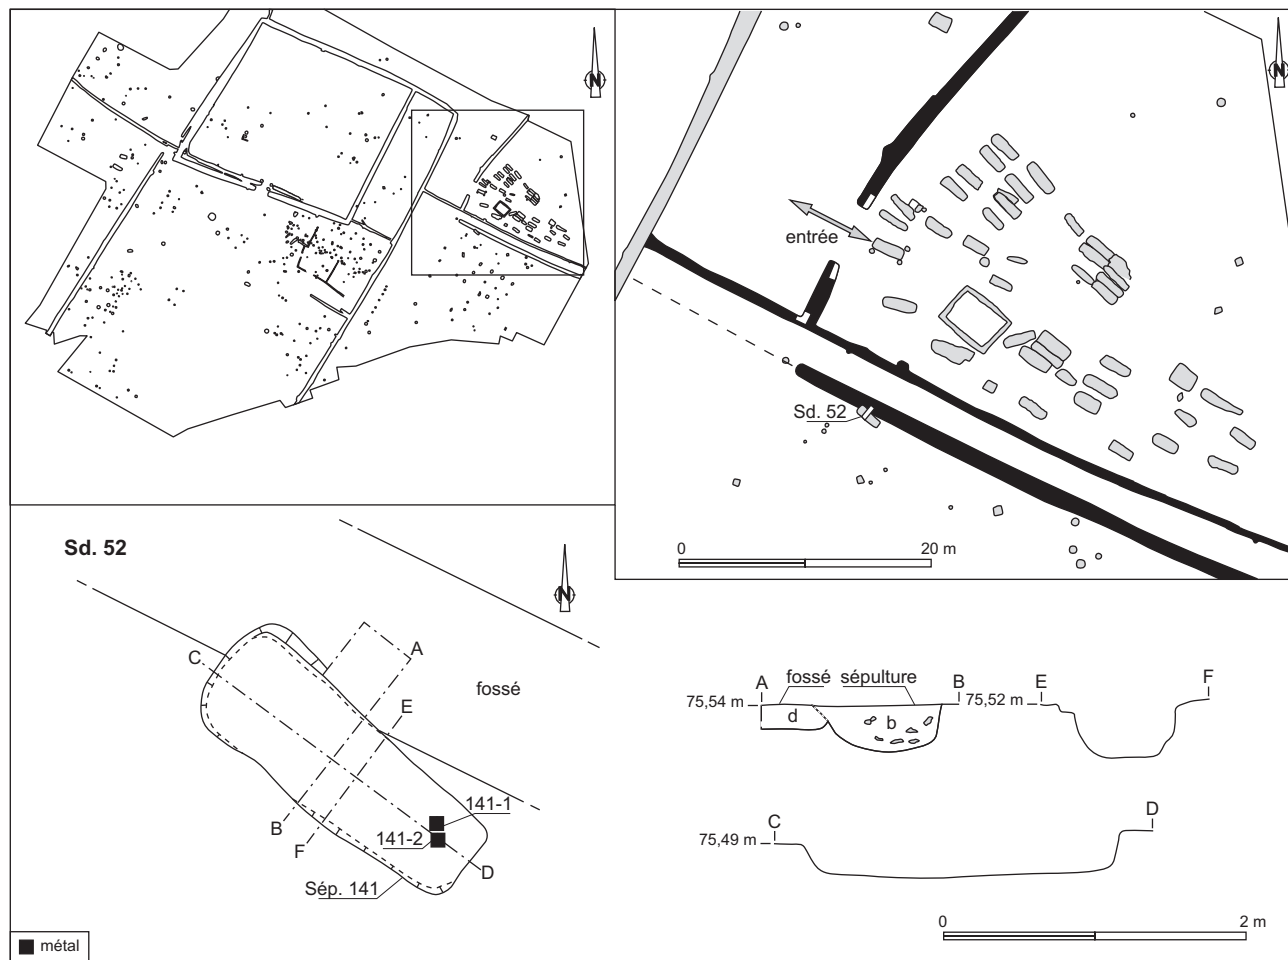 N
N
entrée
Sd. 52
0 20 m
Sd. 52
N
A
C
E
fossé
141-1
141-2
B
F
D
Sép. 141
métal
A fossé sépulture B E F
75,54 m 75,52 m
d b
C D
75,49 m
0 2 m